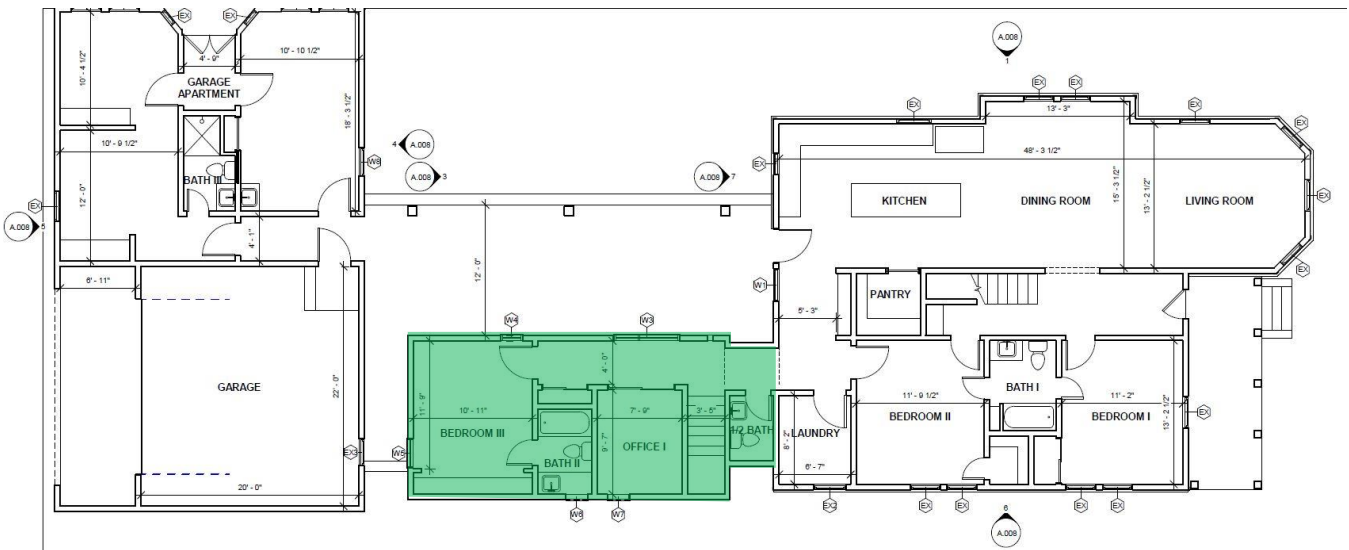 EX
EX
A.008
1
10' - 10 1/2"
4' - 9"
10' - 4 1/2"
GARAGE
APARTMENT
18' - 3 1/2"
EX
EX
EX
EX
13' - 3"
EX
10' - 9 1/2"
4
A.008
W8
A.008
3
A.008
7
EX
48' - 3 1/2"
BATH III
12' - 0"
15' - 3 1/2"
13' - 2 1/2"
EX
KITCHEN
DINING ROOM
LIVING ROOM
EX
A.008
5
4' - 1"
EX
6' - 11"
12' - 0"
W1
PANTRY
5' - 3"
W4
W3
GARAGE
22' - 0"
4' - 0"
11' - 9"
10' - 11"
7' - 9"
3' - 5"
BEDROOM III
OFFICE I
9' - 7"
1/2 BATH
BATH II
LAUNDRY
8' - 2"
6' - 7"
11' - 9 1/2"
BEDROOM II
BATH I
11' - 2"
BEDROOM I
13' - 2 1/2"
EX
EX3
W5
20' - 0"
W6
W7
EX2
EX
EX
6
A.008
EX
EX